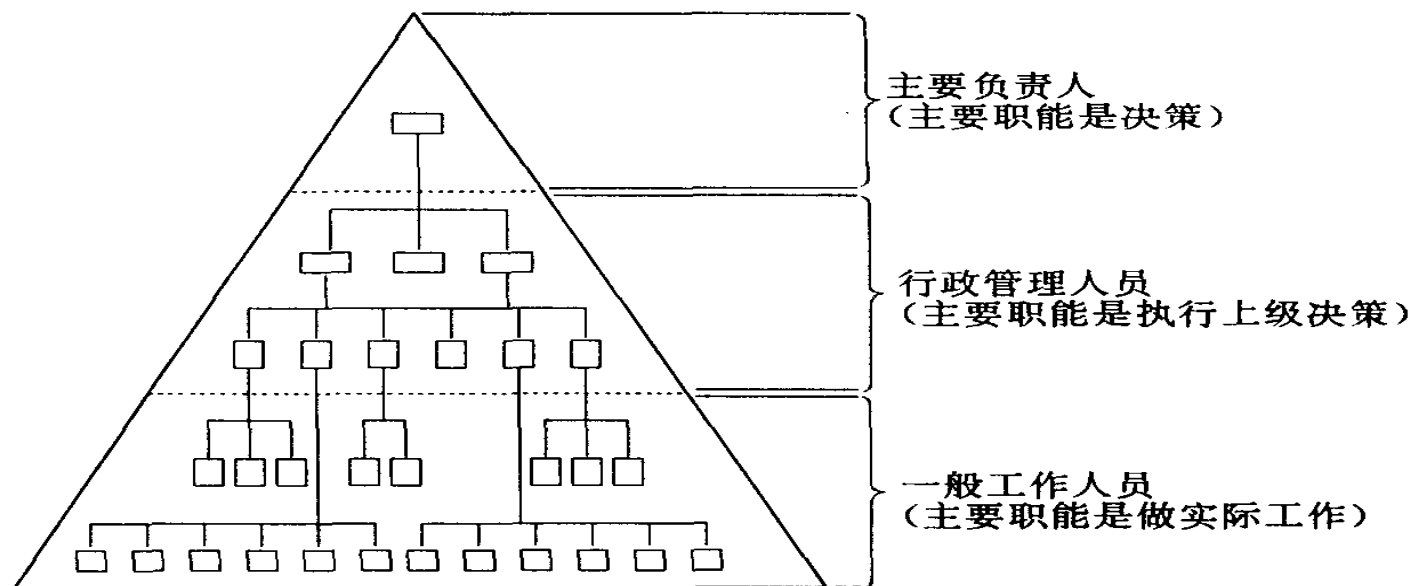 主要负责人
（主要职能是决策）
行政管理人员
（主要职能是执行上级决策）
一般工作人员
（主要职能是做实际工作）